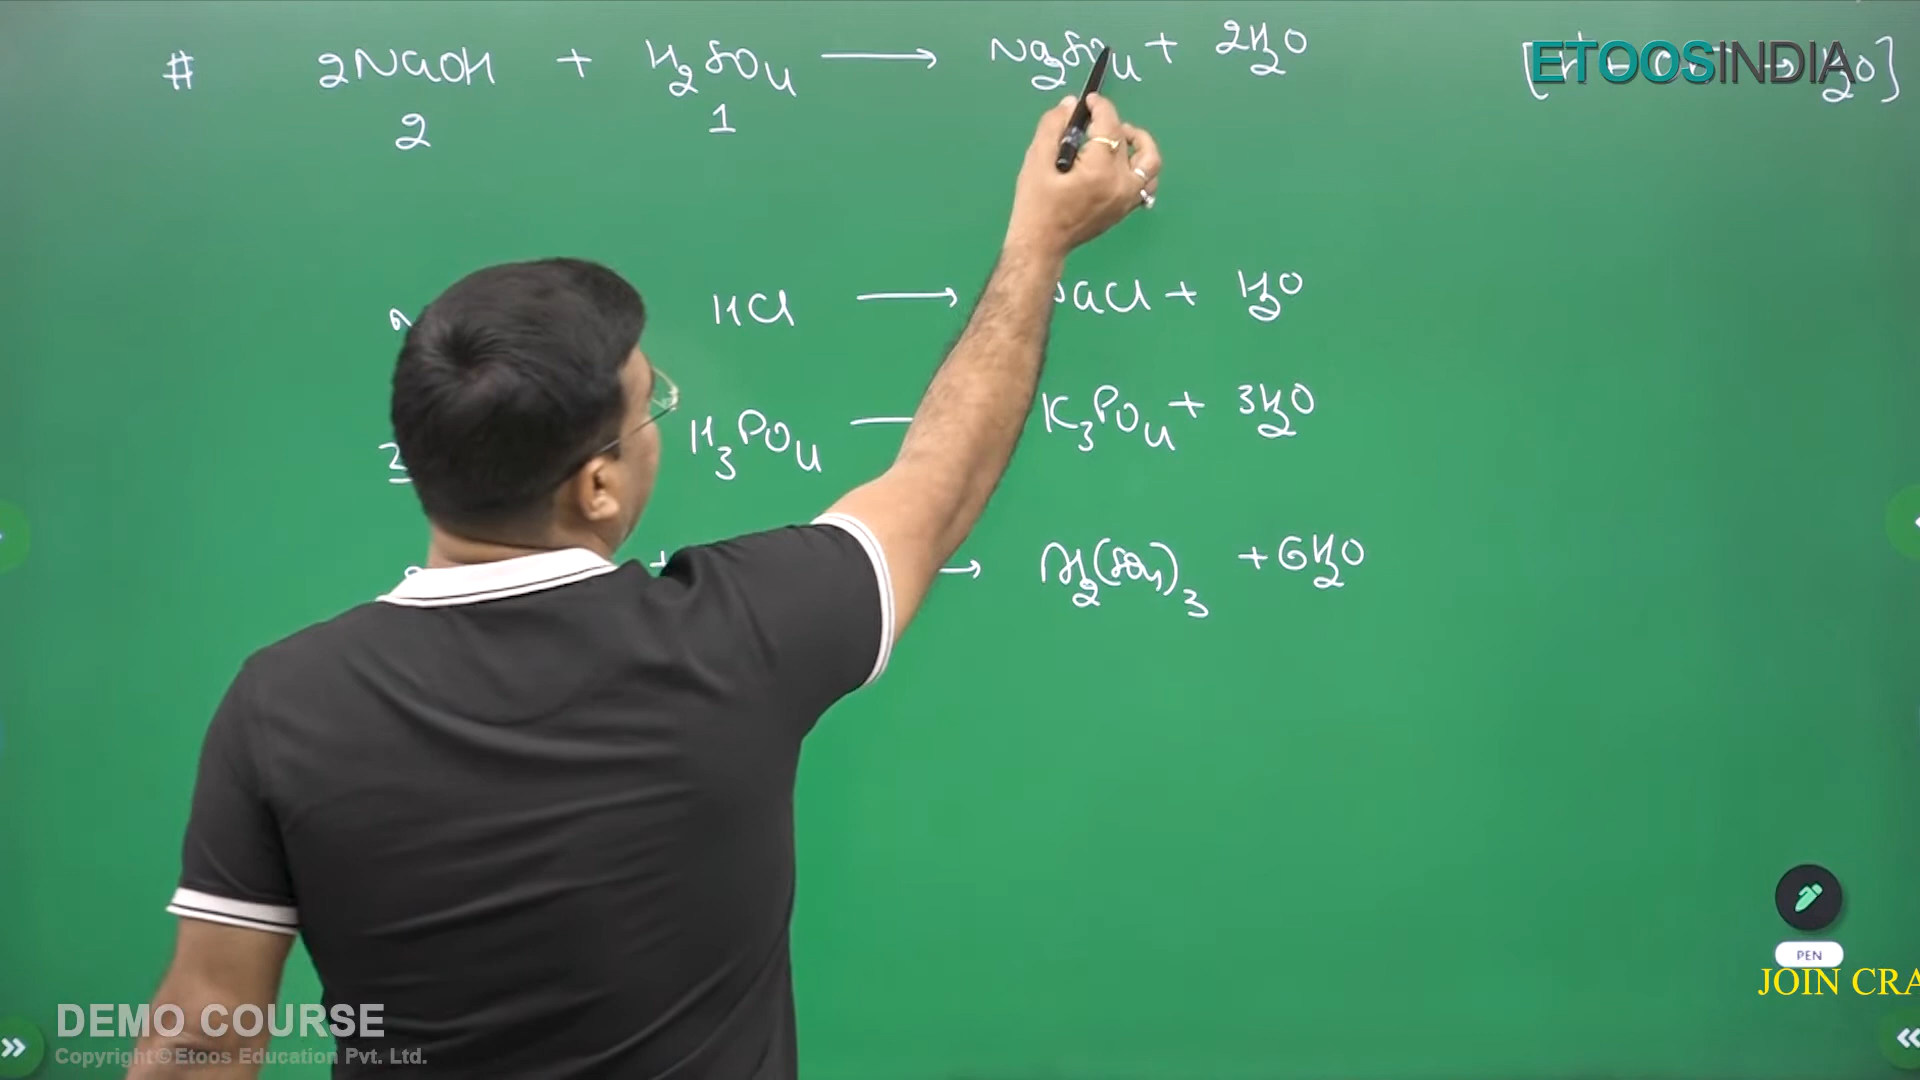 # 2NaOH + H₂SO₄ ⟶ Na₂SO₄ + 2H₂O [H⁺ + → H₂O]
ETOOSINDIA
2 1
HCl ⟶ NaCl + H₂O
3 H₃PO₄ — K₃PO₄ + 3H₂O
+ → Al₂(SO₄)₃ + 6H₂O
PEN
JOIN CRA
DEMO COURSE
Copyright©Etoos Education Pvt. Ltd.